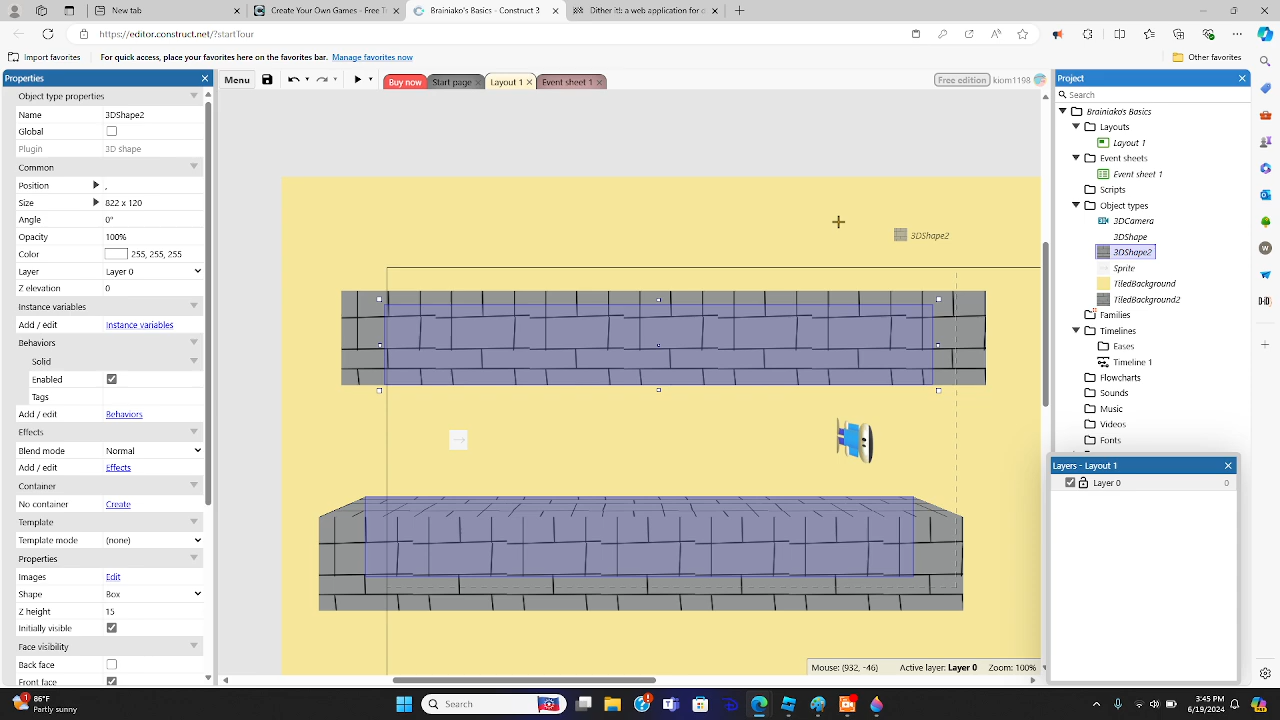 New tab
Create Your Own Games - Free T
Brainiako's Basics - Construct 3
Dither it!: a web application for c
https://editor.construct.net/?startTour
Import favorites
For quick access, place your favorites here on the favorites bar. Manage favorites now
Other favorites
Properties
Menu
Buy now
Start page
Layout 1
Event sheet 1
Free edition
kiom1198
Project
Object type properties
Name 3DShape2
Global
Plugin 3D shape
Common
Position ,
Size 822 x 120
Angle 0°
Opacity 100%
Color 255, 255, 255
Layer Layer 0
Z elevation 0
Instance variables
Add / edit Instance variables
Behaviors
Solid
Enabled
Tags
Add / edit Behaviors
Effects
Blend mode Normal
Add / edit Effects
Container
No container Create
Template
Template mode (none)
Properties
Images Edit
Shape Box
Z height 15
Initially visible
Face visibility
Back face
Front face
3DShape2
Mouse: (932, -46) Active layer: Layer 0 Zoom: 100%
Search
Brainiako's Basics
Layouts
Layout 1
Event sheets
Event sheet 1
Scripts
Object types
3DCamera
3DShape
3DShape2
Sprite
TiledBackground
TiledBackground2
Families
Timelines
Eases
Timeline 1
Flowcharts
Sounds
Music
Videos
Fonts
Layers - Layout 1
Layer 0 0
86°F
Partly sunny
Search
3:45 PM
6/19/2024